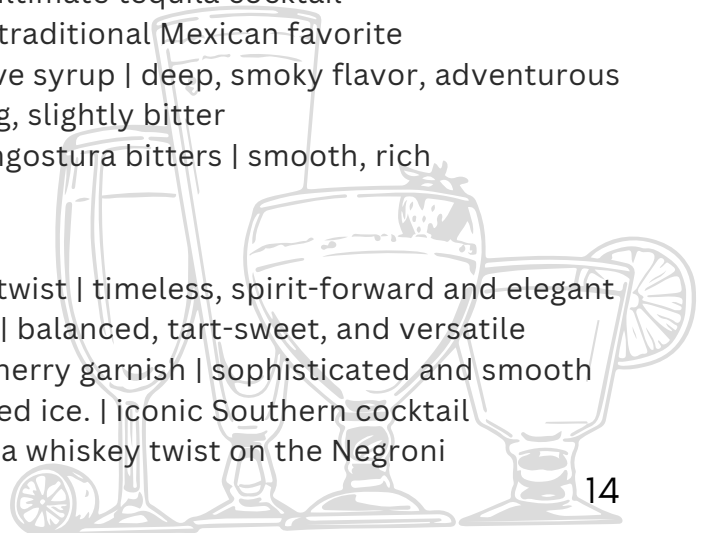 ultimate tequila cocktail
traditional Mexican favorite
ve syrup | deep, smoky flavor, adventurous
g, slightly bitter
ngostura bitters | smooth, rich
twist | timeless, spirit-forward and elegant
| balanced, tart-sweet, and versatile
herry garnish | sophisticated and smooth
ed ice. | iconic Southern cocktail
a whiskey twist on the Negroni
14